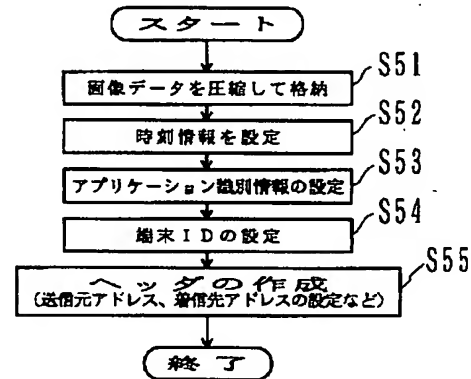 スタート
画像データを圧縮して格納
S51
時刻情報を設定
S52
アプリケーション識別情報の設定
S53
端末IDの設定
S54
ヘッダの作成
(送信元アドレス、着信先アドレスの設定など)
S55
終了